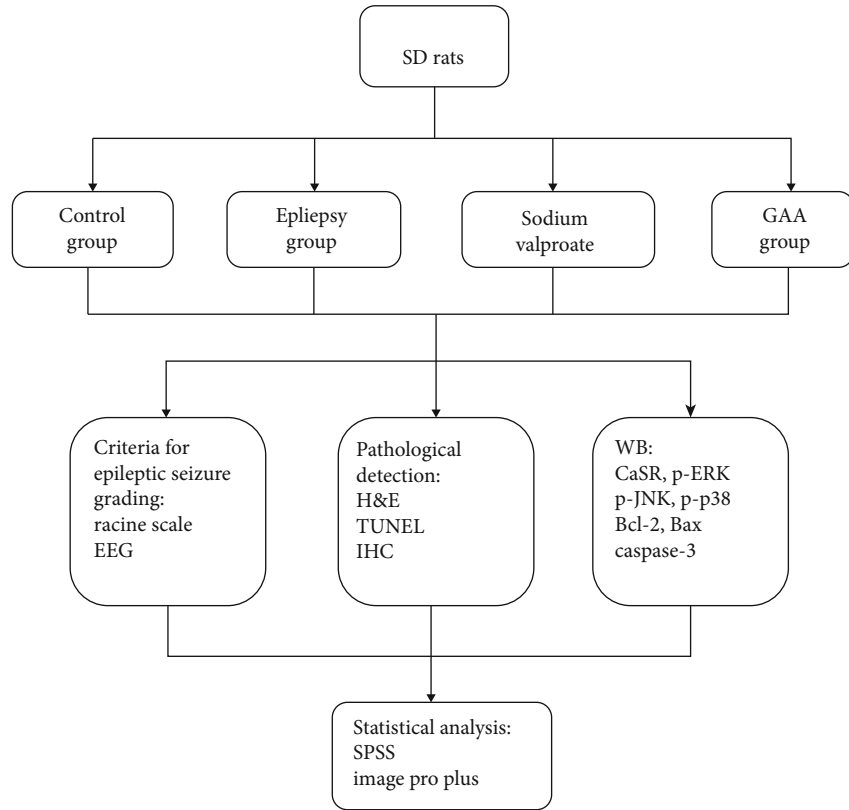 SD rats
Control
group
Epliepsy
group
Sodium
valproate
GAA
group
Criteria for
epileptic seizure
grading:
racine scale
EEG
Pathological
detection:
H&E
TUNEL
IHC
WB:
CaSR, p-ERK
p-JNK, p-p38
Bcl-2, Bax
caspase-3
Statistical analysis:
SPSS
image pro plus